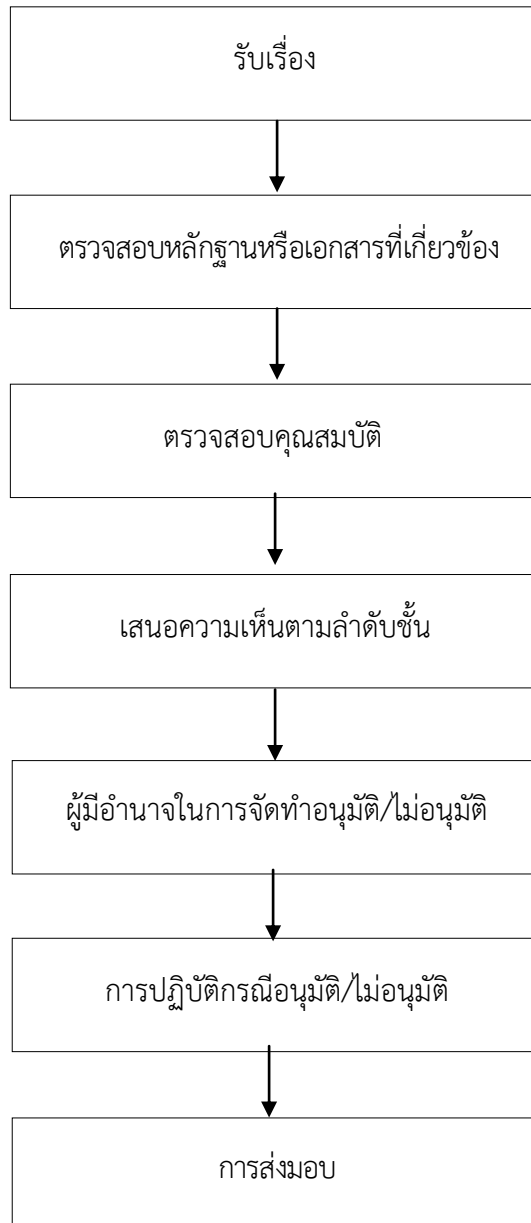 รับเรื่อง
ตรวจสอบหลักฐานหรือเอกสารที่เกี่ยวข้อง
ตรวจสอบคุณสมบัติ
เสนอความเห็นตามลำดับชั้น
ผู้มีอำนาจในการจัดทำอนุมัติ/ไม่อนุมัติ
การปฏิบัติกรณีอนุมัติ/ไม่อนุมัติ
การส่งมอบ